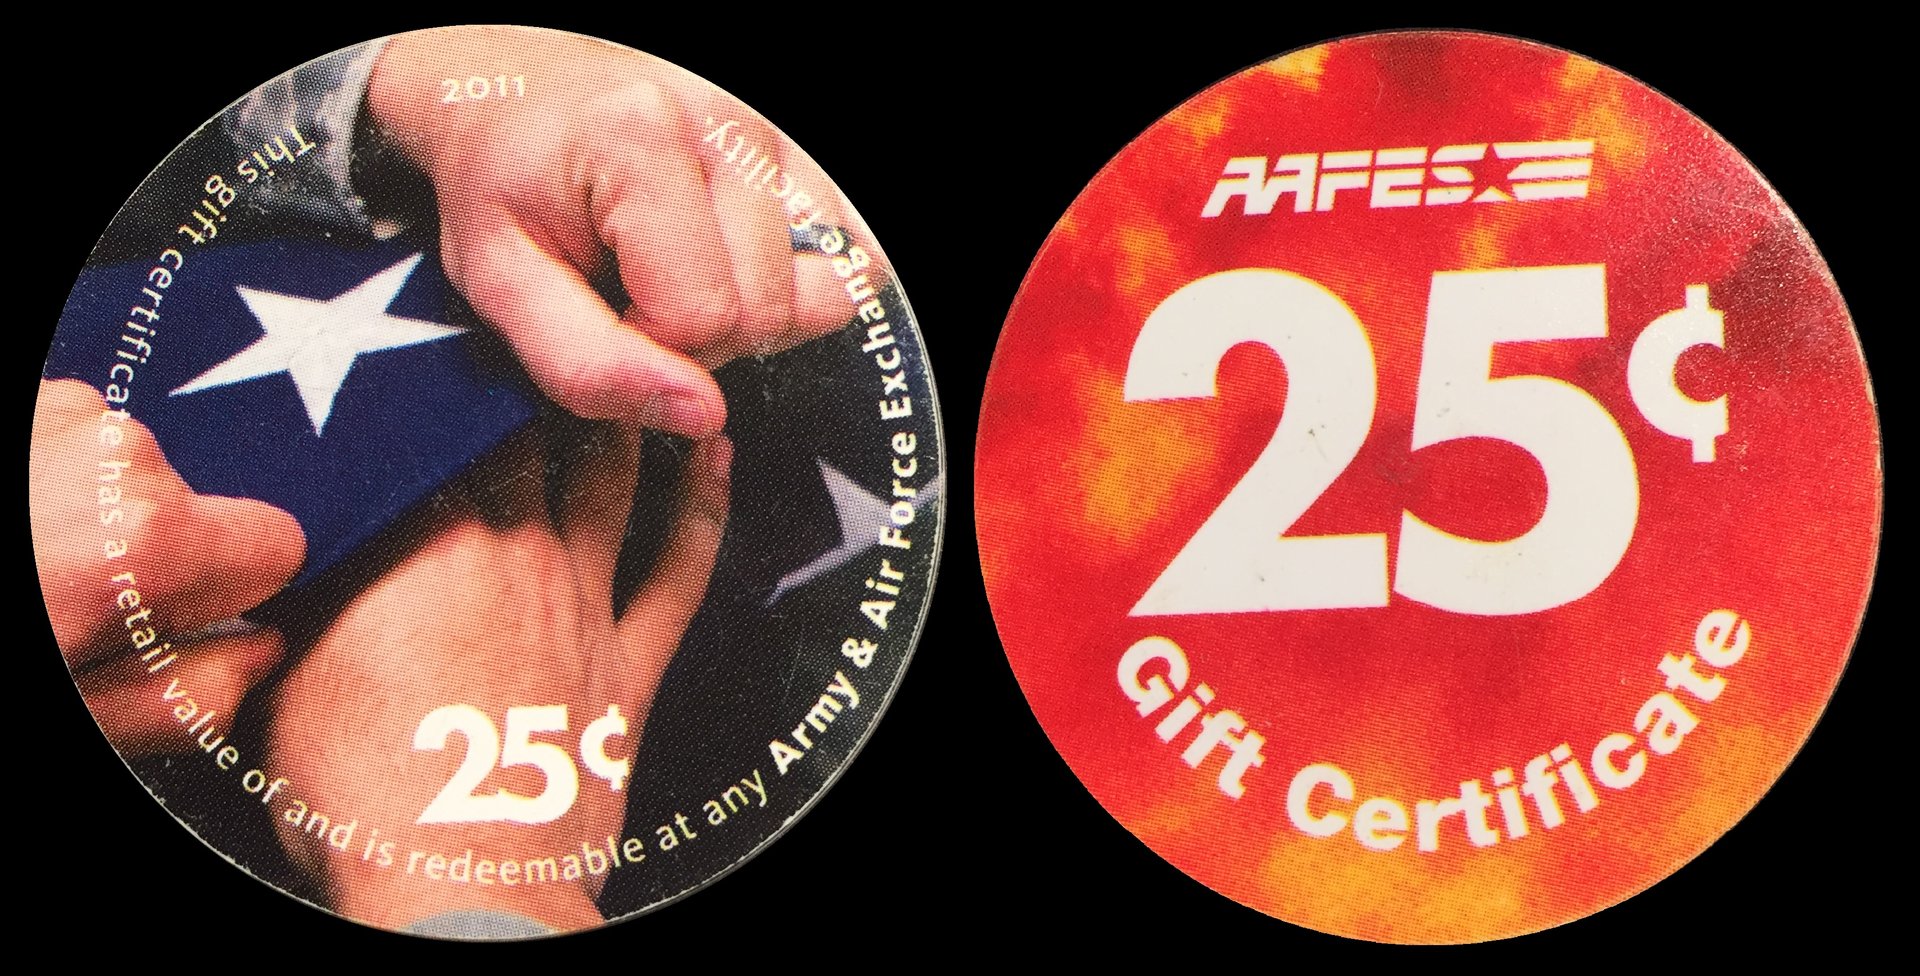 2011
This gift certificate has a retail value of and is redeemable at any Army & Air Force Exchange facility.
25¢
AAFES
25¢
Gift Certificate